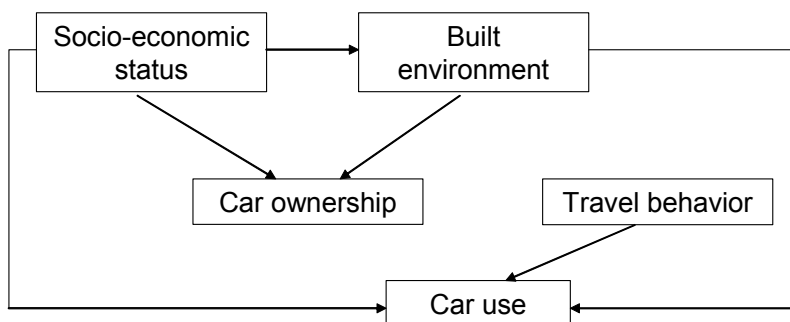 Socio-economic
status
Built
environment
Car ownership
Travel behavior
Car use